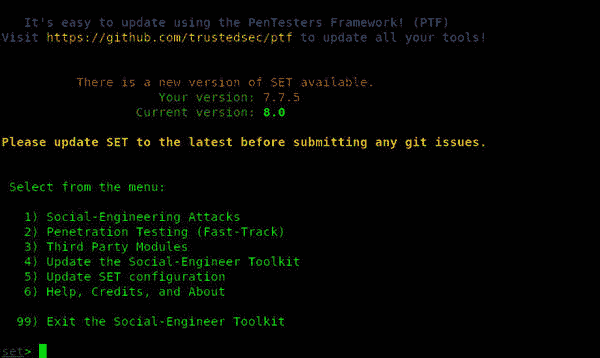 It's easy to update using the PenTesters Framework! (PTF)
Visit https://github.com/trustedsec/ptf to update all your tools!
There is a new version of SET available.
Your version: 7.7.5
Current version: 8.0
Please update SET to the latest before submitting any git issues.
Select from the menu:
1) Social-Engineering Attacks
2) Penetration Testing (Fast-Track)
3) Third Party Modules
4) Update the Social-Engineer Toolkit
5) Update SET configuration
6) Help, Credits, and About
99) Exit the Social-Engineer Toolkit
set>